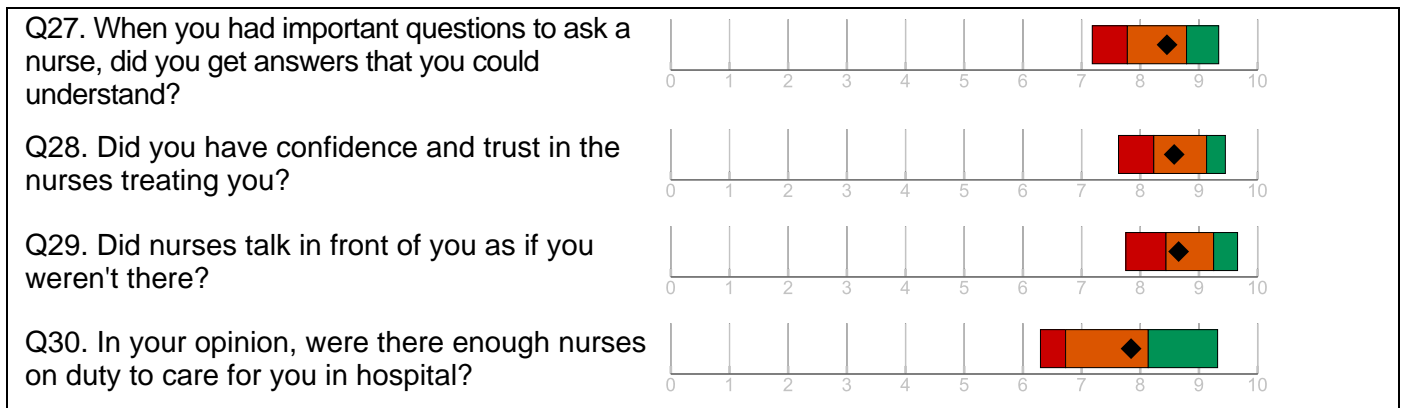 Q27. When you had important questions to ask a
nurse, did you get answers that you could
understand?
0 1 2 3 4 5 6 7 8 9 10
Q28. Did you have confidence and trust in the
nurses treating you?
0 1 2 3 4 5 6 7 8 9 10
Q29. Did nurses talk in front of you as if you
weren't there?
0 1 2 3 4 5 6 7 8 9 10
Q30. In your opinion, were there enough nurses
on duty to care for you in hospital?
0 1 2 3 4 5 6 7 8 9 10